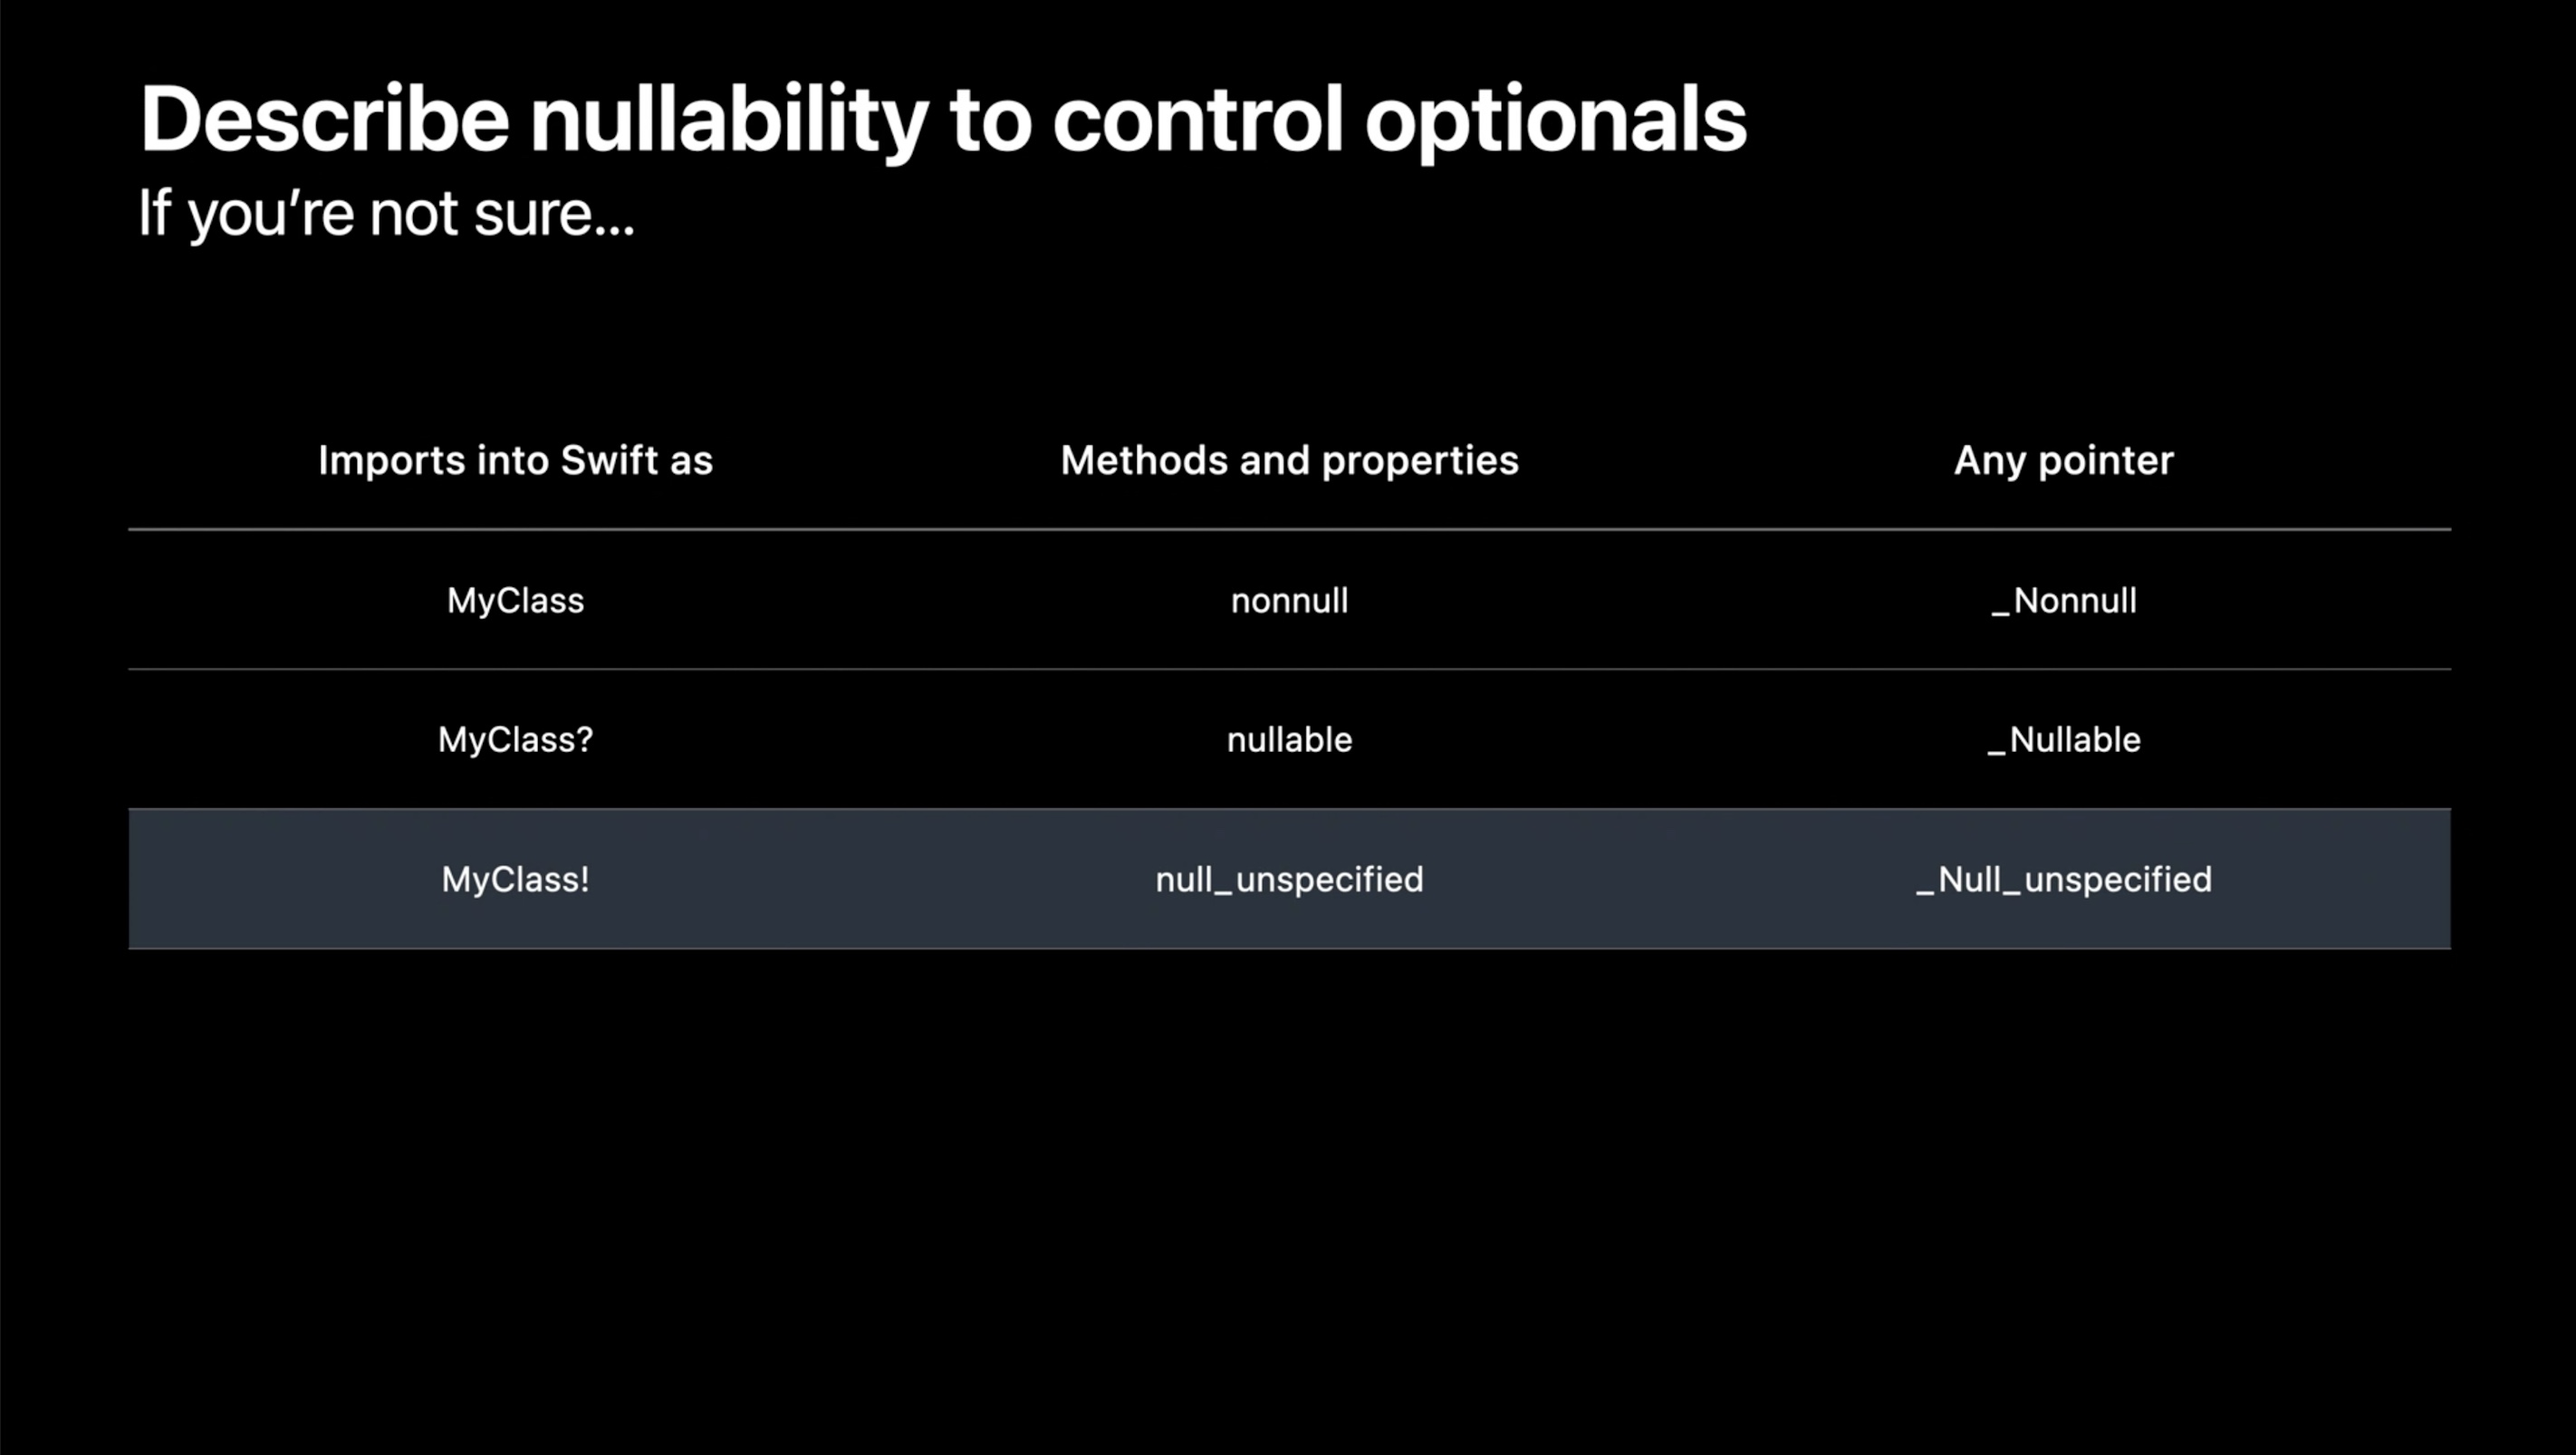 Describe nullability to control optionals
If you’re not sure...
Imports into Swift as Methods and properties Any pointer
MyClass nonnull _Nonnull
MyClass? nullable _Nullable
MyClass! null_unspecified _Null_unspecified